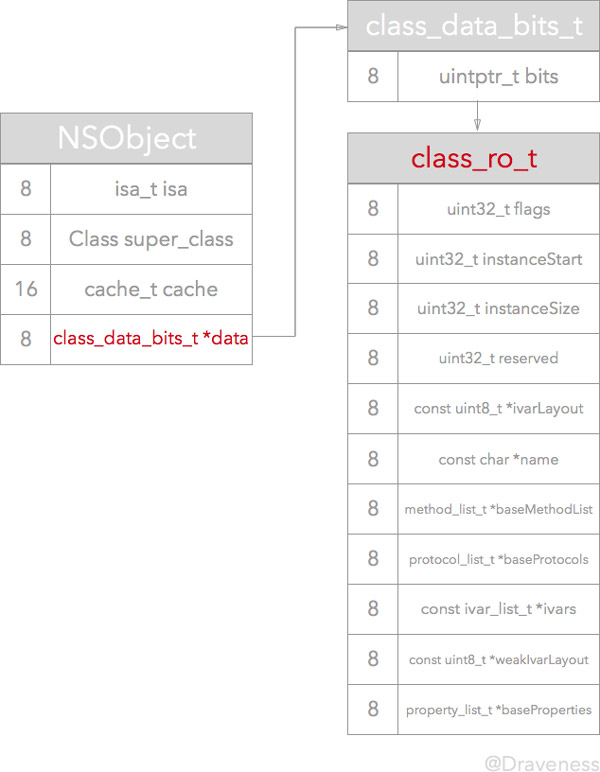 NSObject
8 isa_t isa
8 Class super_class
16 cache_t cache
8 class_data_bits_t *data
class_data_bits_t
8 uintptr_t bits
class_ro_t
8 uint32_t flags
8 uint32_t instanceStart
8 uint32_t instanceSize
8 uint32_t reserved
8 const uint8_t *ivarLayout
8 const char *name
8 method_list_t *baseMethodList
8 protocol_list_t *baseProtocols
8 const ivar_list_t *ivars
8 const uint8_t *weakIvarLayout
8 property_list_t *baseProperties
@Draveness